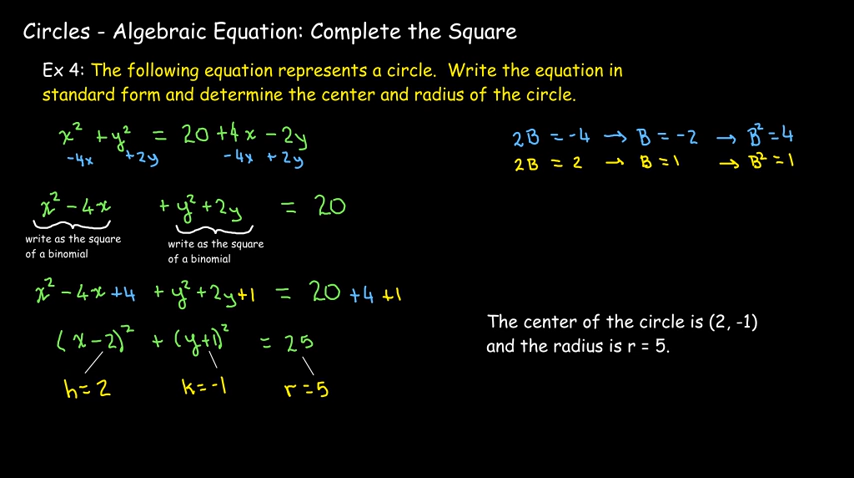 Circles - Algebraic Equation: Complete the Square
Ex 4: The following equation represents a circle. Write the equation in
standard form and determine the center and radius of the circle.
x² + y² = 20 + 4x - 2y
-4x +2y -4x +2y
2B = -4 → B = -2 → B² = 4
2B = 2 → B = 1 → B² = 1
x² - 4x + y² + 2y = 20
write as the square
of a binomial
write as the square
of a binomial
x² - 4x + 4 + y² + 2y + 1 = 20 + 4 + 1
(x - 2)² + (y + 1)² = 25
h = 2 k = -1 r = 5
The center of the circle is (2, -1)
and the radius is r = 5.